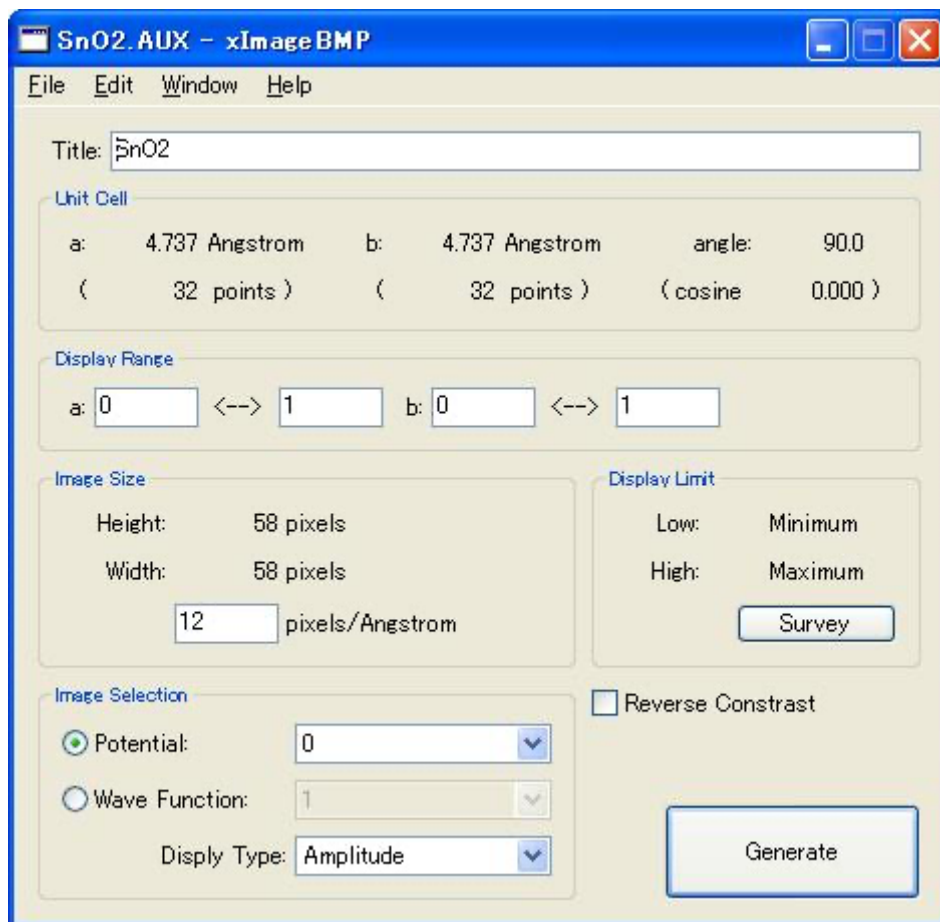 SnO2.AUX - xImageBMP
File Edit Window Help
Title: SnO2
Unit Cell
a: 4.737 Angstrom b: 4.737 Angstrom angle: 90.0
( 32 points ) ( 32 points ) ( cosine 0.000 )
Display Range
a: 0 <--> 1 b: 0 <--> 1
Image Size
Height: 58 pixels
Width: 58 pixels
12 pixels/Angstrom
Display Limit
Low: Minimum
High: Maximum
Survey
Image Selection
Potential: 0
Wave Function: 1
Disply Type: Amplitude
Reverse Constrast
Generate